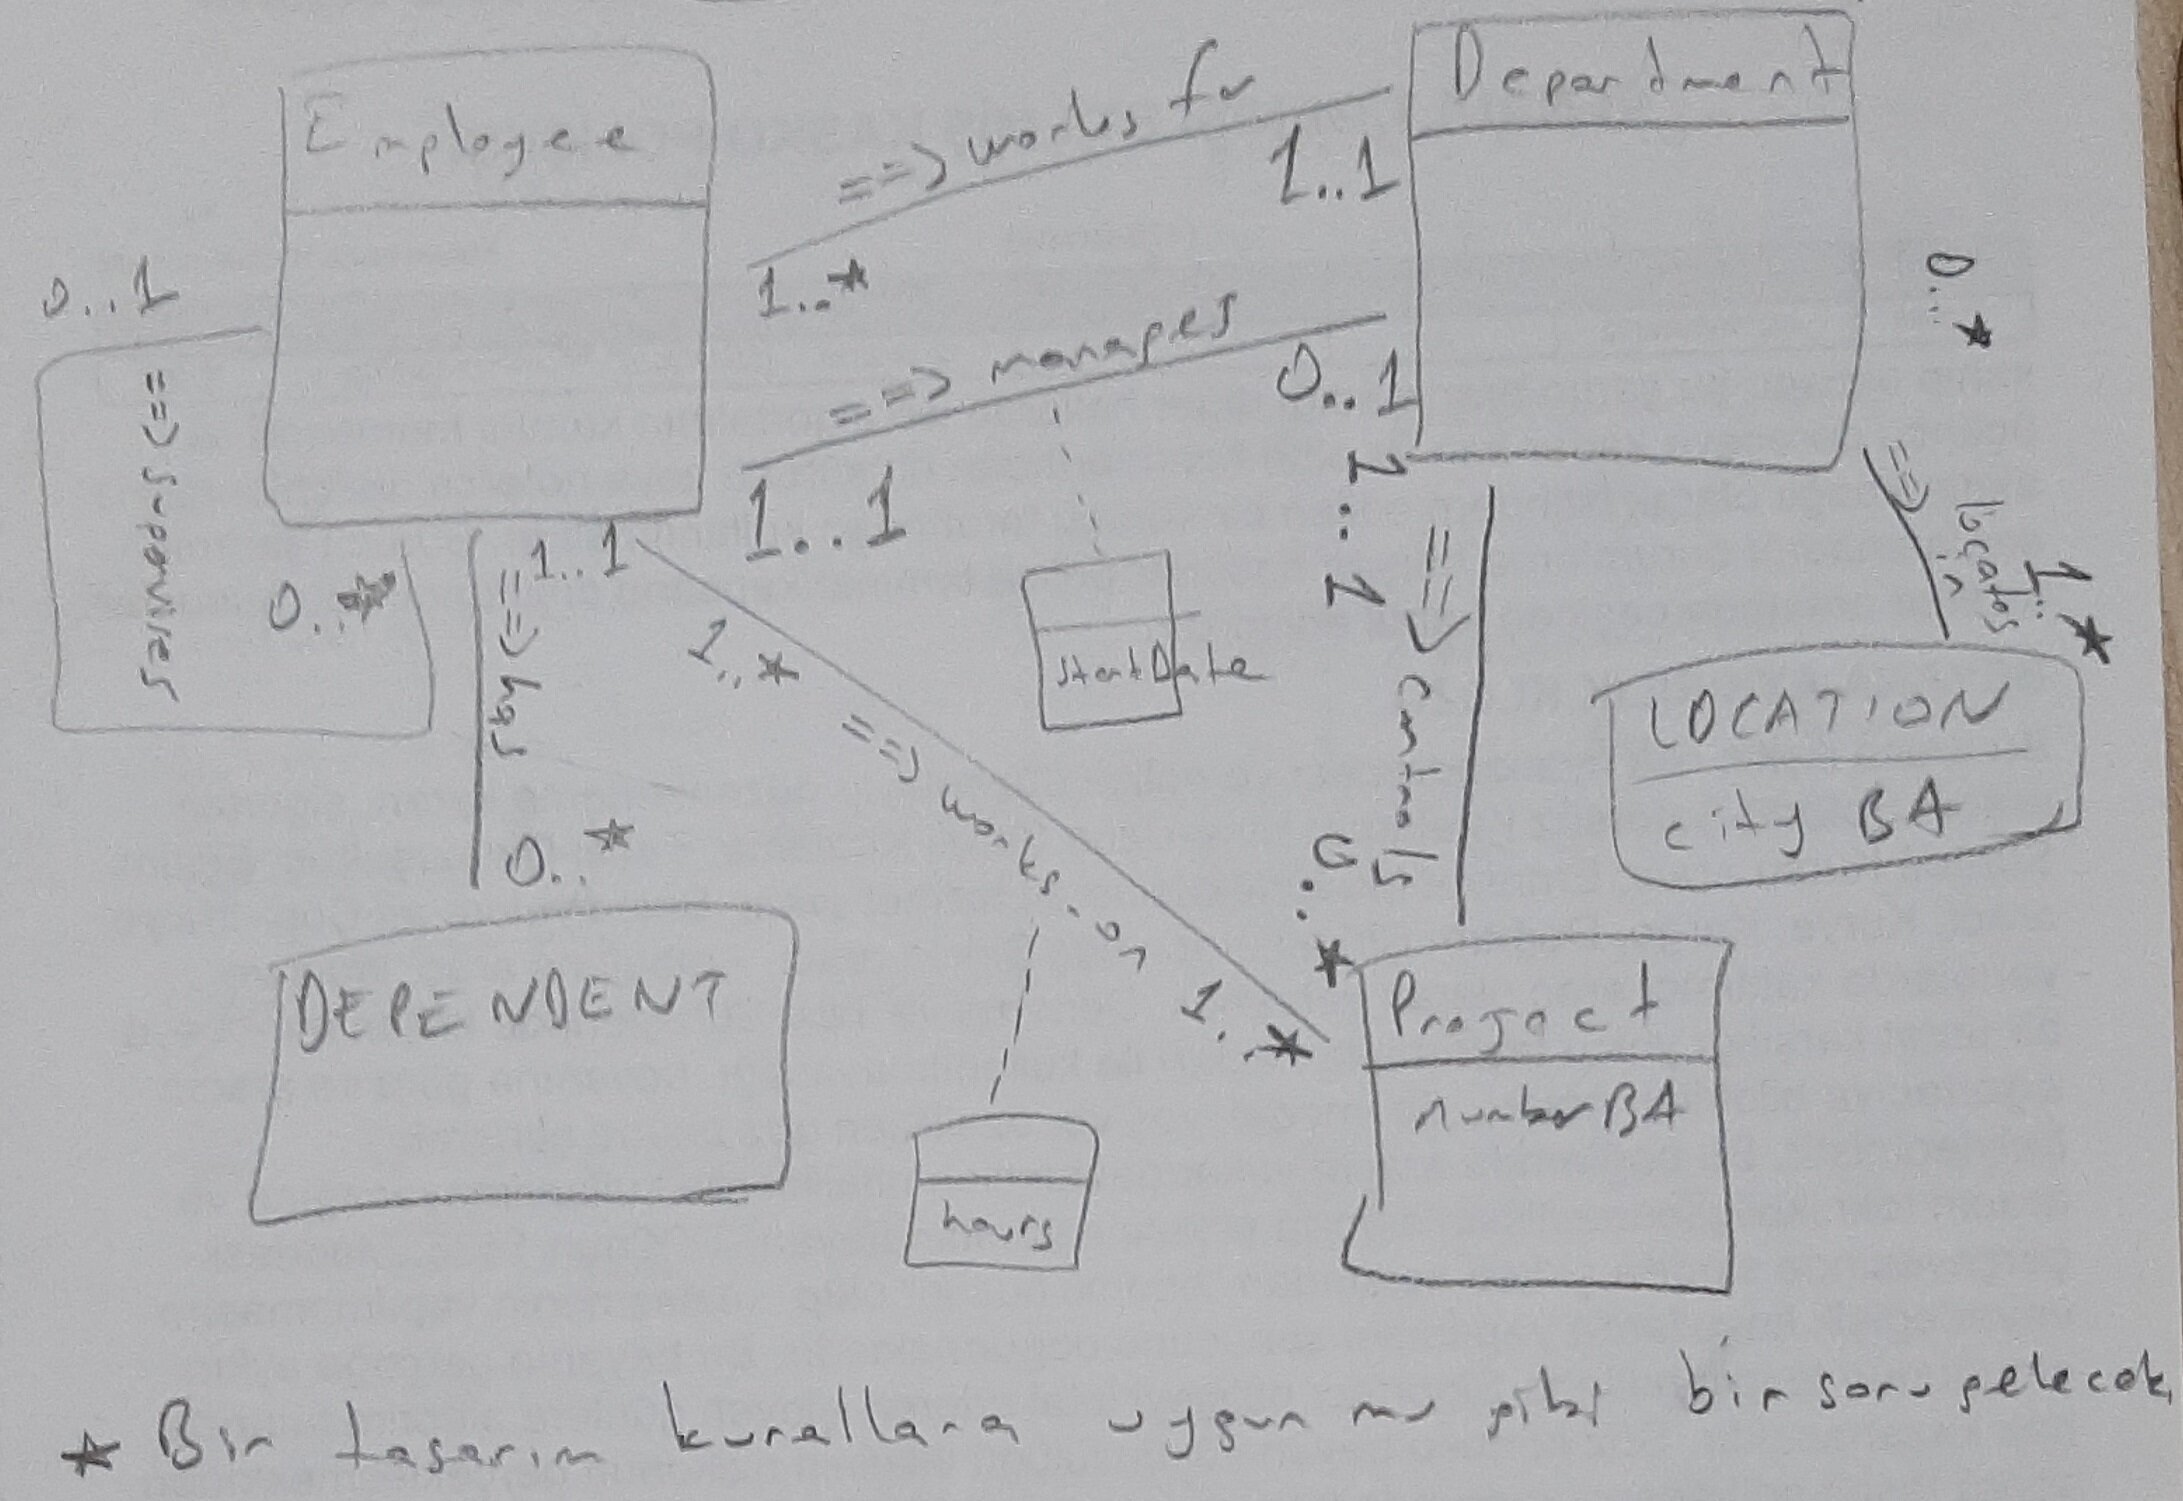 Employee
==> works for
1..1
1..*
Department
==> manages
0..1
1..1
startDate
0..1
==> supervises
0..*
1..1
==> has
0..*
DEPENDENT
1..*
==> works-on
1..*
hours
1..1
==> controls
0..*
Project
number BA
0..*
=> locates in
1..*
LOCATION
city BA
* Bir tasarım kurallara uygun mu gibi bir soru gelecek.